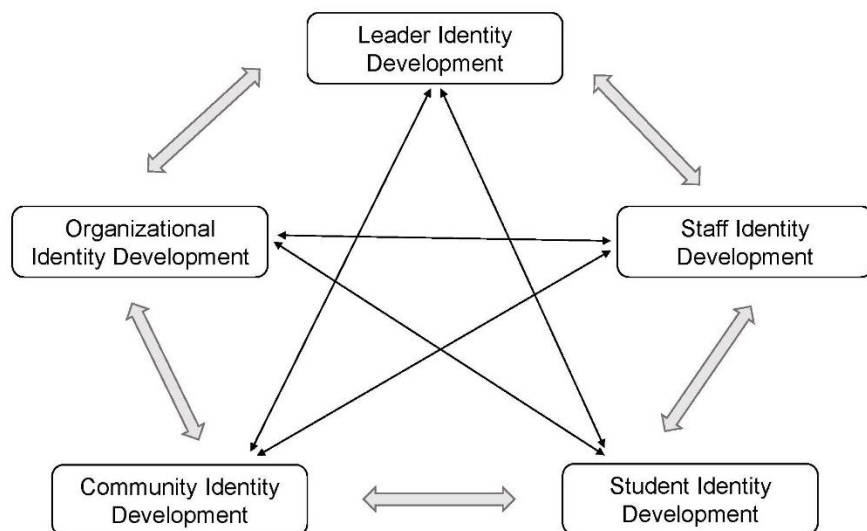 Leader Identity
Development
Organizational
Identity Development
Staff Identity
Development
Community Identity
Development
Student Identity
Development